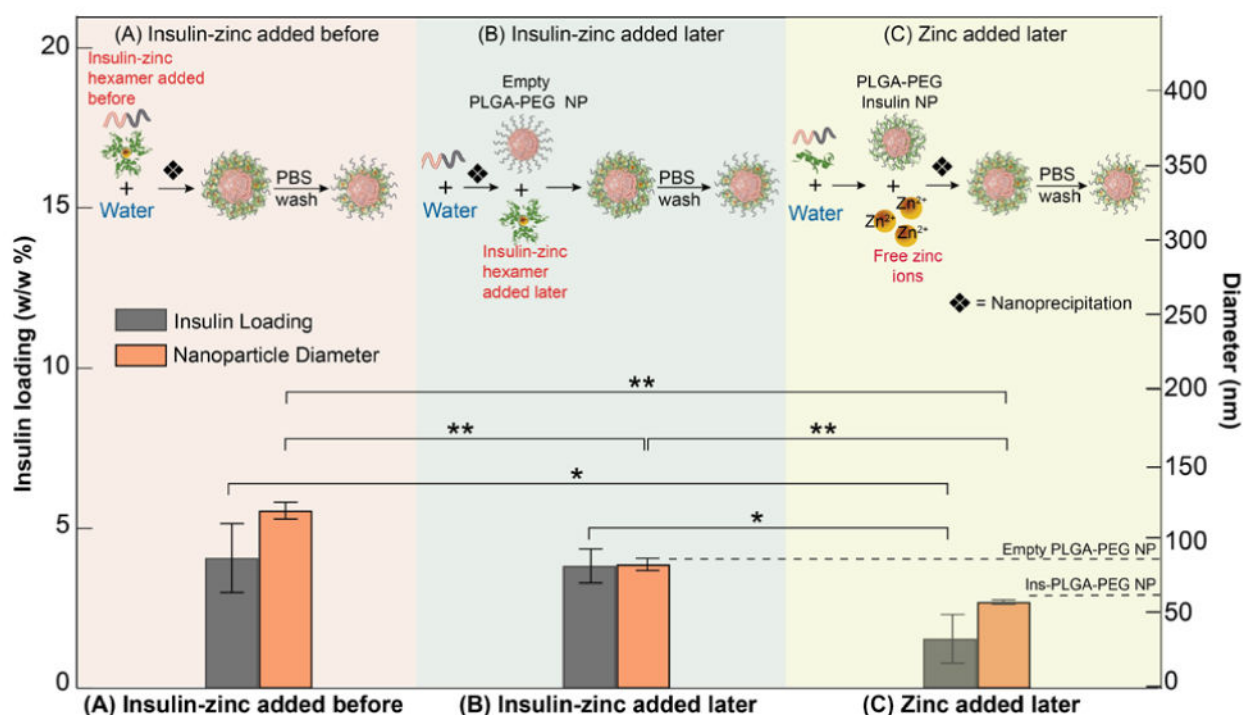 (A) Insulin-zinc added before
(B) Insulin-zinc added later
(C) Zinc added later
20
15
10
5
0
Insulin loading (w/w %)
Insulin-zinc
hexamer added
before
+
Water
PBS
wash
Empty
PLGA-PEG NP
+
Water
+
Insulin-zinc
hexamer
added later
PBS
wash
PLGA-PEG
Insulin NP
+
Water
+
Zn2+
Zn2+
Zn2+
Free zinc
ions
PBS
wash
= Nanoprecipitation
Insulin Loading
Nanoparticle Diameter
**
**
**
*
*
Empty PLGA-PEG NP
Ins-PLGA-PEG NP
400
350
300
250
200
150
100
50
0
Diameter (nm)
(A) Insulin-zinc added before
(B) Insulin-zinc added later
(C) Zinc added later